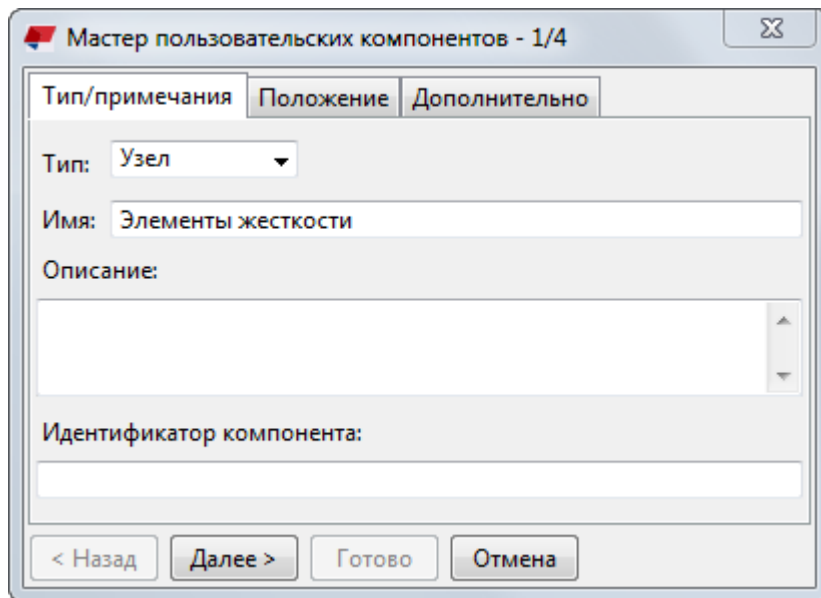 Мастер пользовательских компонентов - 1/4
Тип/примечания Положение Дополнительно
Тип: Узел
Имя: Элементы жесткости
Описание:
Идентификатор компонента:
< Назад Далее > Готово Отмена